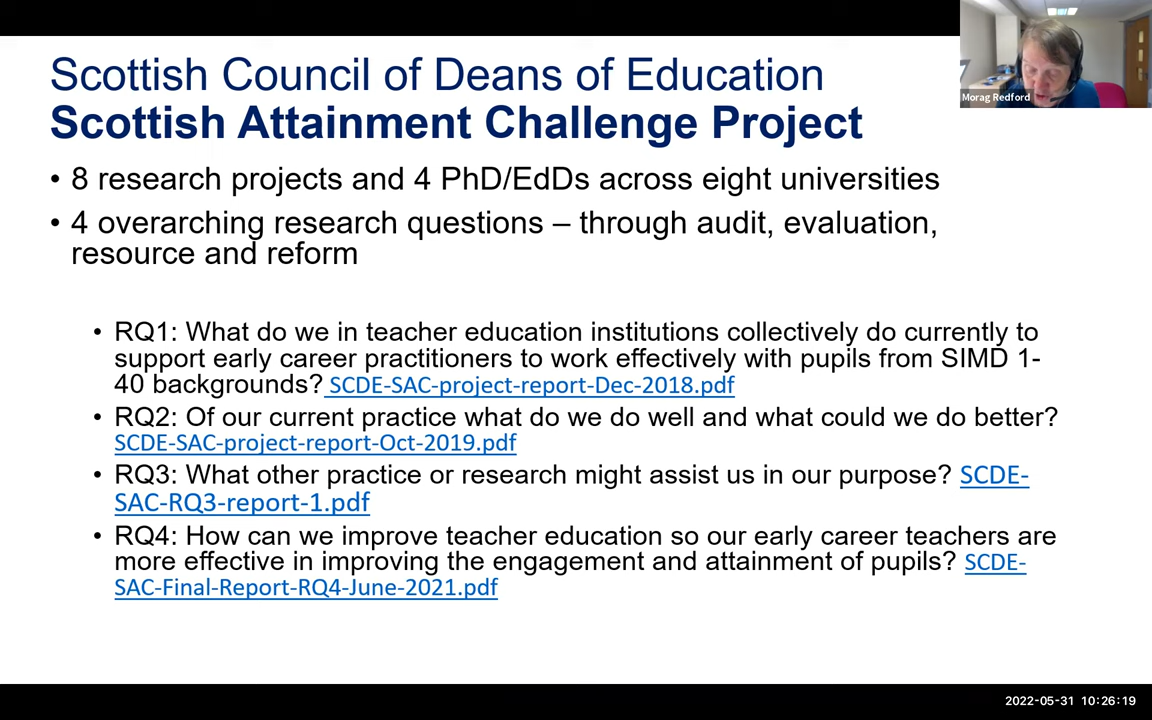 Scottish Council of Deans of Education
Scottish Attainment Challenge Project
Morag Redford
• 8 research projects and 4 PhD/EdDs across eight universities
• 4 overarching research questions – through audit, evaluation,
resource and reform
• RQ1: What do we in teacher education institutions collectively do currently to
support early career practitioners to work effectively with pupils from SIMD 1-
40 backgrounds? SCDE-SAC-project-report-Dec-2018.pdf
• RQ2: Of our current practice what do we do well and what could we do better?
SCDE-SAC-project-report-Oct-2019.pdf
• RQ3: What other practice or research might assist us in our purpose? SCDE-
SAC-RQ3-report-1.pdf
• RQ4: How can we improve teacher education so our early career teachers are
more effective in improving the engagement and attainment of pupils? SCDE-
SAC-Final-Report-RQ4-June-2021.pdf
2022-05-31 10:26:19